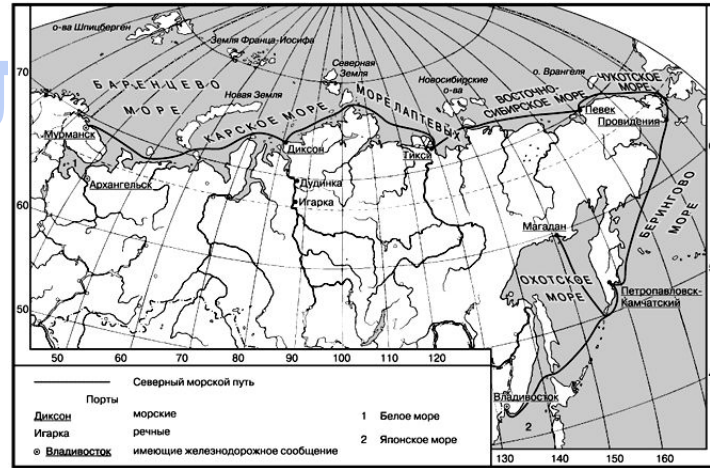 о-ва Шпицберген
Земля Франца-Иосифа
Северная
Земля
Новосибирские
о-ва
о. Врангеля
ЧУКОТСКОЕ
МОРЕ
70
БАРЕНЦЕВО
МОРЕ
Новая Земля
КАРСКОЕ МОРЕ
МОРЕ ЛАПТЕВЫХ
ВОСТОЧНО-
СИБИРСКОЕ МОРЕ
Певек
Провидения
Мурманск
Диксон
Тикси
1
Архангельск
Дудинка
Игарка
60
Магадан
БЕРИНГОВО
МОРЕ
ОХОТСКОЕ
МОРЕ
Петропавловск-
Камчатский
50
50 60 70 80 90 100 110 120
Северный морской путь
Порты
Диксон морские
Игарка речные
Владивосток имеющие железнодорожное сообщение
1 Белое море
2 Японское море
Владивосток
2
130 140 150 160